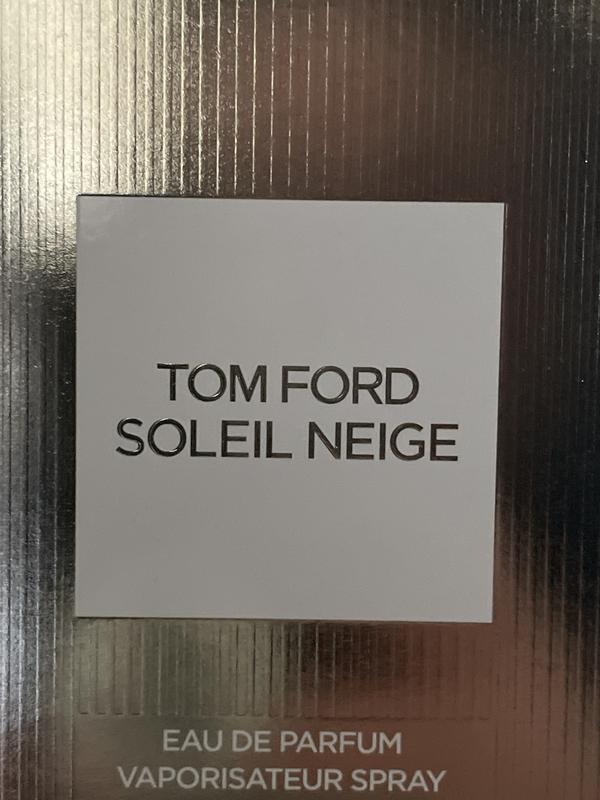 TOM FORD
SOLEIL NEIGE
EAU DE PARFUM
VAPORISATEUR SPRAY